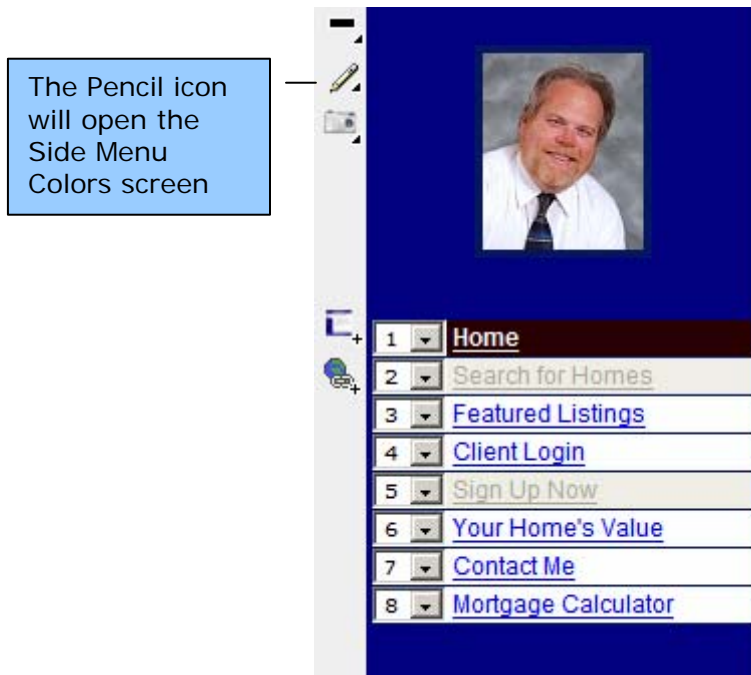 The Pencil icon
will open the
Side Menu
Colors screen
1 Home
2 Search for Homes
3 Featured Listings
4 Client Login
5 Sign Up Now
6 Your Home's Value
7 Contact Me
8 Mortgage Calculator